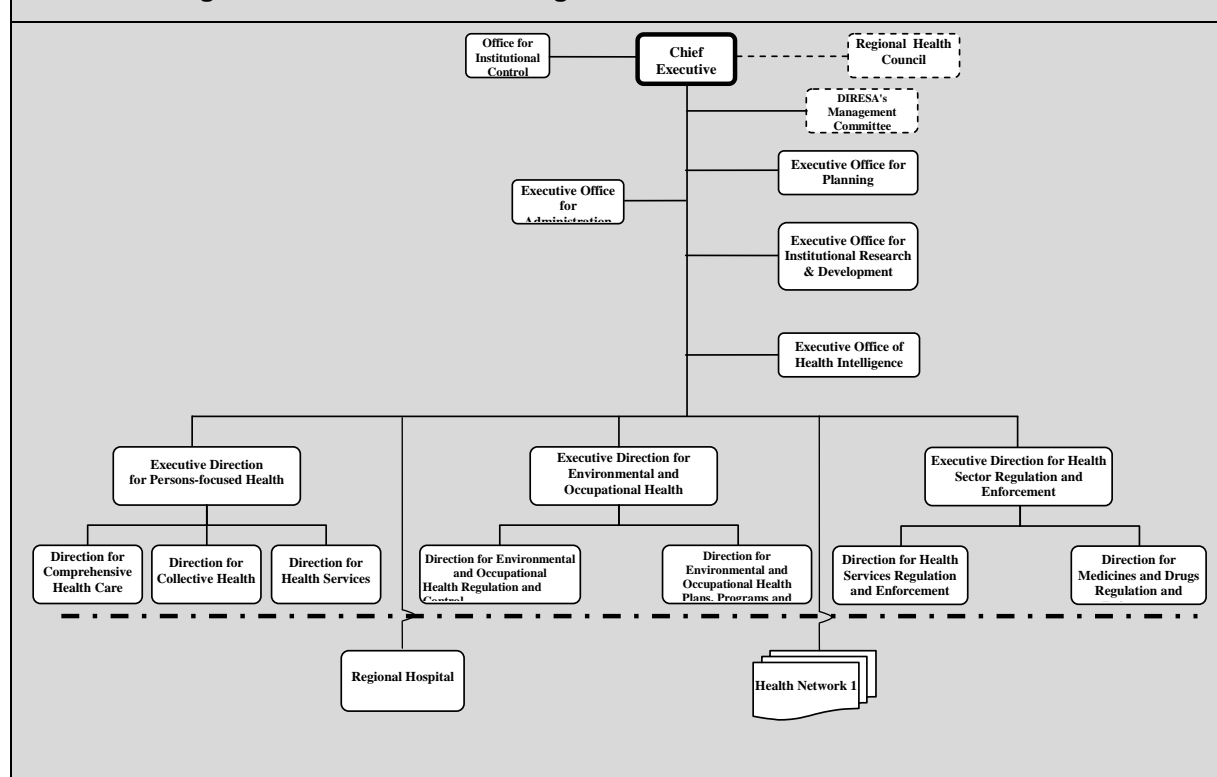 Office for
Institutional
Control
Chief
Executive
Regional Health
Council
DIRESA's
Management
Committee
Executive Office for
Planning
Executive Office
for
Administration
Executive Office for
Institutional Research
& Development
Executive Office of
Health Intelligence
Executive Direction
for Persons-focused Health
Executive Direction for
Environmental and
Occupational Health
Executive Direction for Health
Sector Regulation and
Enforcement
Direction for
Comprehensive
Health Care
Direction for
Collective Health
Direction for
Health Services
Direction for Environmental
and Occupational
Health Regulation and
Control
Direction for
Environmental and
Occupational Health
Plans, Programs and
Direction for Health
Services Regulation
and Enforcement
Direction for
Medicines and Drugs
Regulation and
Regional Hospital
Health Network 1